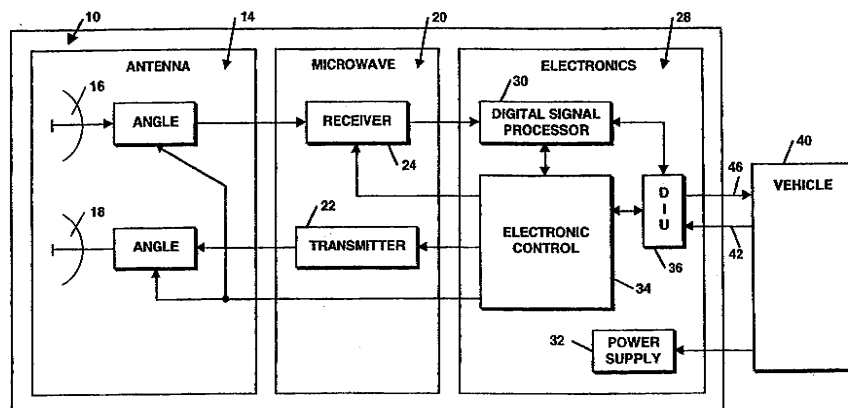 10
14
20
28
ANTENNA
MICROWAVE
ELECTRONICS
16
ANGLE
RECEIVER
24
30
DIGITAL SIGNAL
PROCESSOR
40
VEHICLE
46
DIU
36
42
18
ANGLE
22
TRANSMITTER
ELECTRONIC
CONTROL
34
32
POWER
SUPPLY